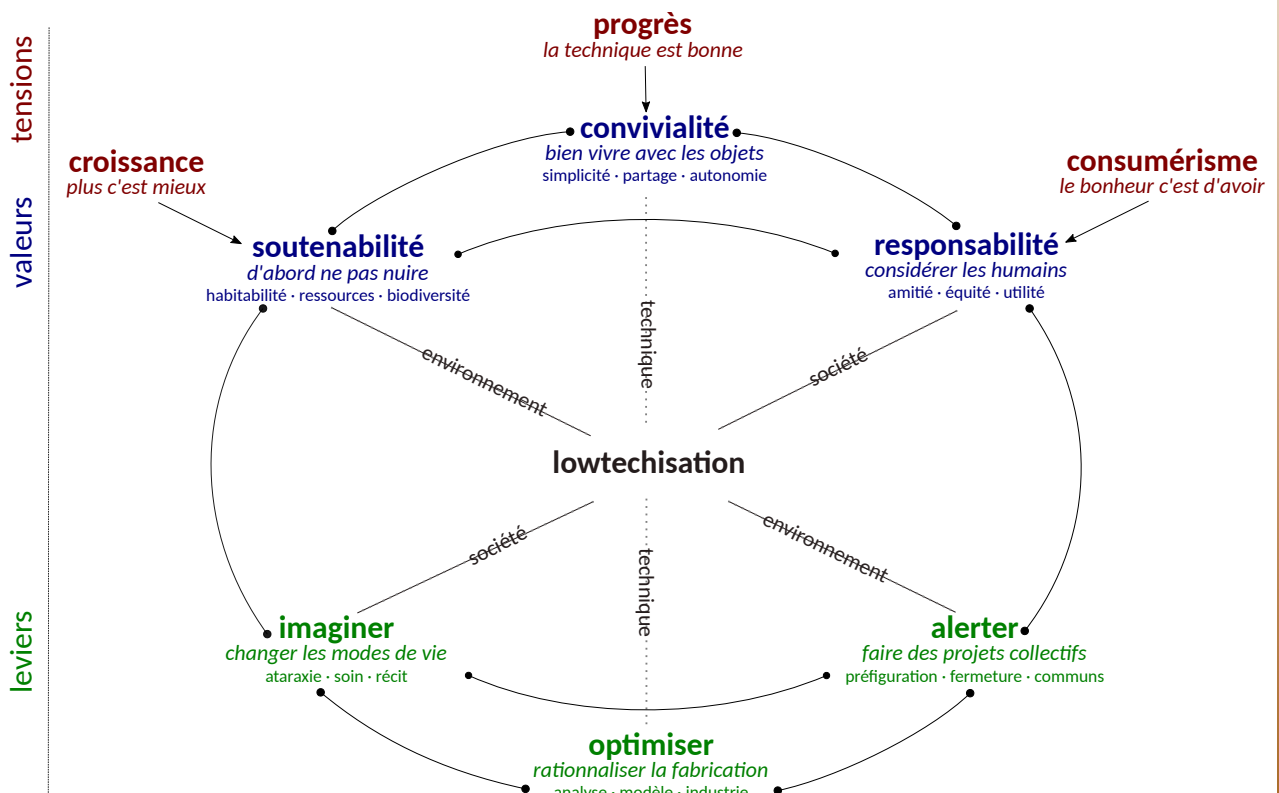 tensions
valeurs
leviers
progrès
la technique est bonne
croissance
plus c'est mieux
consumérisme
le bonheur c'est d'avoir
convivialité
bien vivre avec les objets
simplicité · partage · autonomie
soutenabilité
d'abord ne pas nuire
habitabilité · ressources · biodiversité
responsabilité
considérer les humains
amitié · équité · utilité
environnement
technique
société
lowtechisation
société
technique
environnement
imaginer
changer les modes de vie
ataraxie · soin · récit
alerter
faire des projets collectifs
préfiguration · fermeture · communs
optimiser
rationnaliser la fabrication
analyse · modèle · industrie